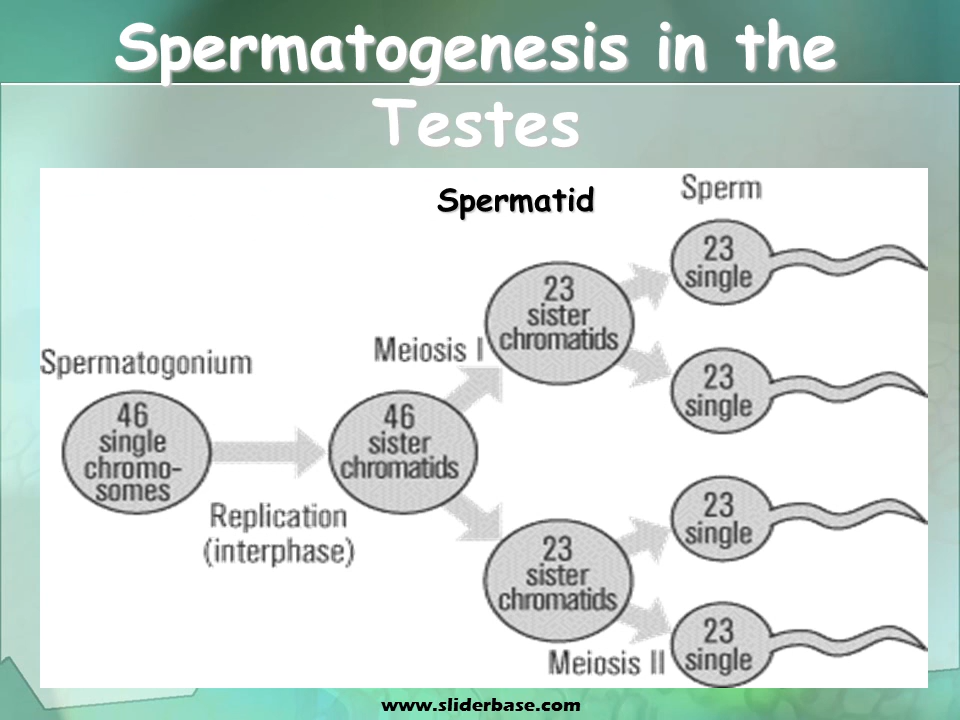 Spermatogenesis in the
Testes
Spermatid
Sperm
23
single
23
sister
chromatids
Meiosis I
Spermatogonium
23
single
46
single
chromo-
somes
46
sister
chromatids
Replication
(interphase)
23
single
23
sister
chromatids
Meiosis II
23
single
www.sliderbase.com